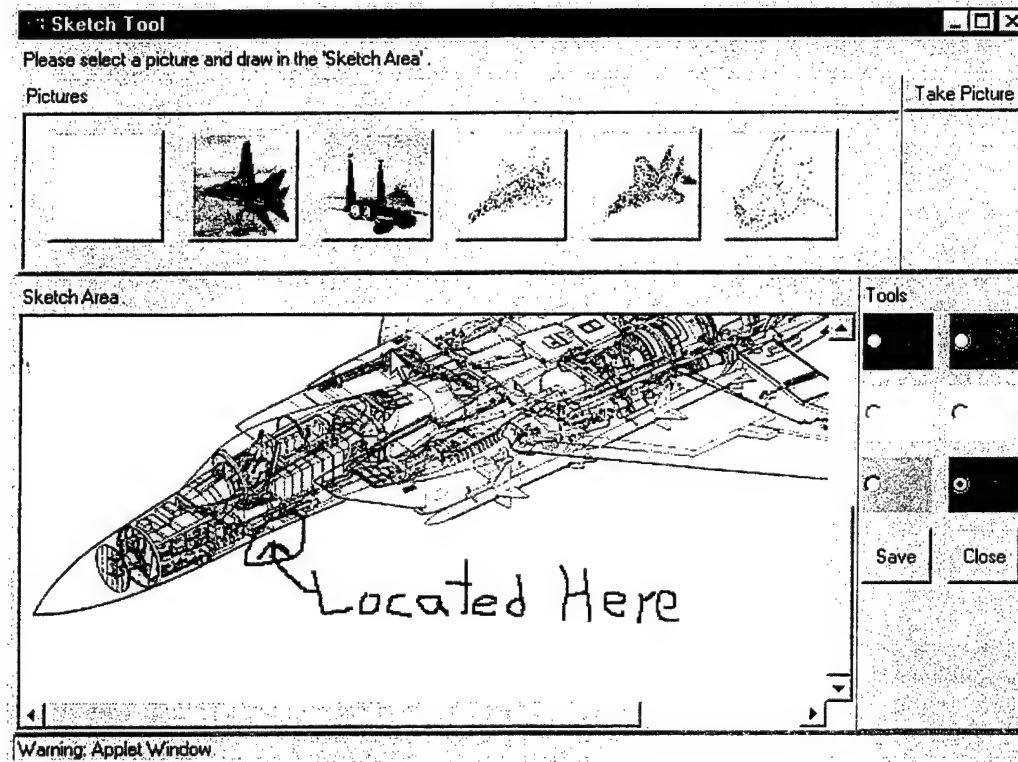 Sketch Tool
Please select a picture and draw in the 'Sketch Area'.
Pictures
Take Picture
Sketch Area
Tools
Located Here
Save
Close
Warning: Applet Window